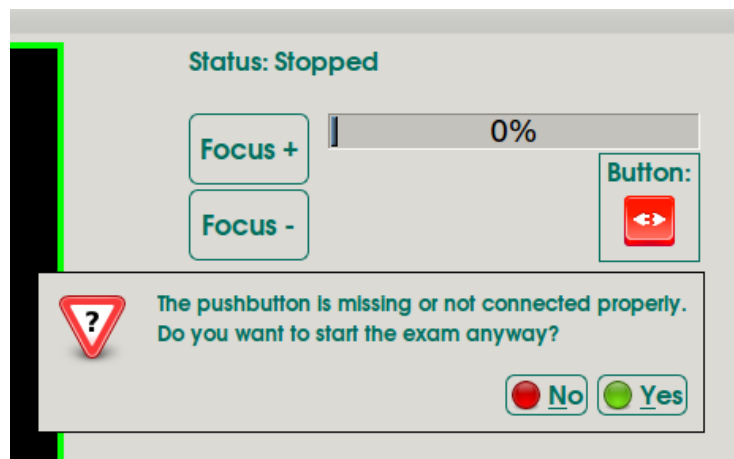 Status: Stopped
Focus +
0%
Button:
Focus -
?
The pushbutton is missing or not connected properly.
Do you want to start the exam anyway?
No
Yes